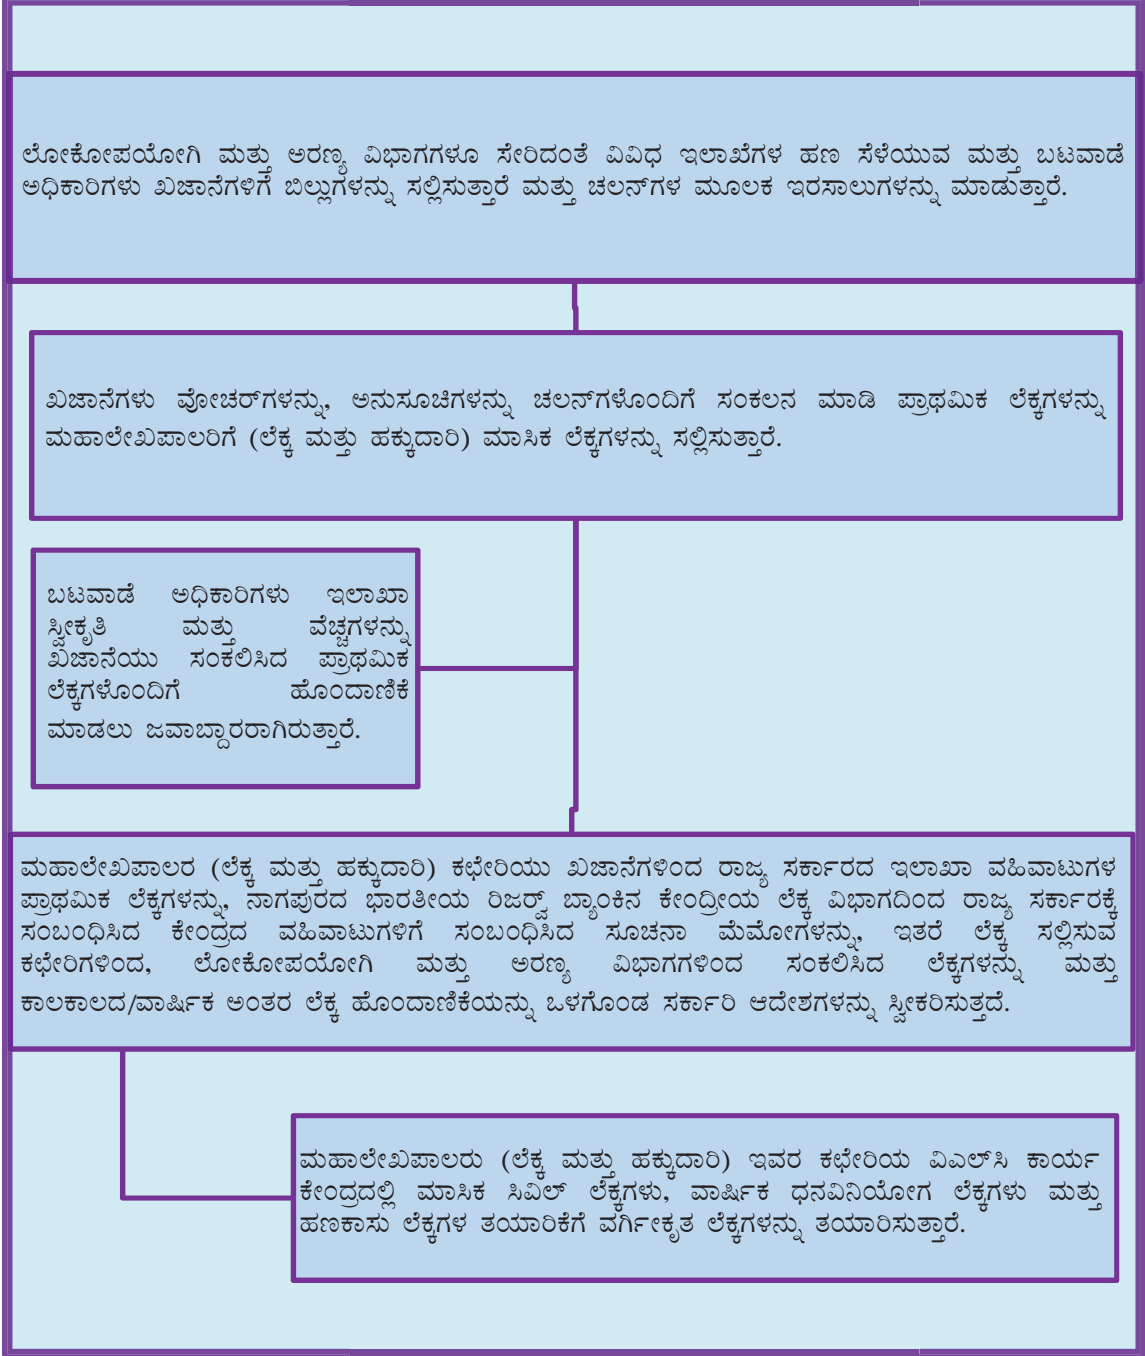 ಲೋಕೋಪಯೋಗಿ ಮತ್ತು ಅರಣ್ಯ ವಿಭಾಗಗಳೂ ಸೇರಿದಂತೆ ವಿವಿಧ ಇಲಾಖೆಗಳ ಹಣ ಸೆಳೆಯುವ ಮತ್ತು ಬಟವಾಡೆ
ಅಧಿಕಾರಿಗಳು ಖಜಾನೆಗಳಿಗೆ ಬಿಲ್ಲುಗಳನ್ನು ಸಲ್ಲಿಸುತ್ತಾರೆ ಮತ್ತು ಚಲನ್‌ಗಳ ಮೂಲಕ ಇರಸಾಲುಗಳನ್ನು ಮಾಡುತ್ತಾರೆ.
ಖಜಾನೆಗಳು ವೋಚರ್‌ಗಳನ್ನು, ಅನುಸೂಚಿಗಳನ್ನು ಚಲನ್‌ಗಳೊಂದಿಗೆ ಸಂಕಲನ ಮಾಡಿ ಪ್ರಾಥಮಿಕ ಲೆಕ್ಕಗಳನ್ನು
ಮಹಾಲೇಖಪಾಲರಿಗೆ (ಲೆಕ್ಕ ಮತ್ತು ಹಕ್ಕುದಾರಿ) ಮಾಸಿಕ ಲೆಕ್ಕಗಳನ್ನು ಸಲ್ಲಿಸುತ್ತಾರೆ.
ಬಟವಾಡೆ ಅಧಿಕಾರಿಗಳು ಇಲಾಖಾ
ಸ್ವೀಕೃತಿ ಮತ್ತು ವೆಚ್ಚಗಳನ್ನು
ಖಜಾನೆಯು ಸಂಕಲಿಸಿದ ಪ್ರಾಥಮಿಕ
ಲೆಕ್ಕಗಳೊಂದಿಗೆ ಹೊಂದಾಣಿಕೆ
ಮಾಡಲು ಜವಾಬ್ದಾರರಾಗಿರುತ್ತಾರೆ.
ಮಹಾಲೇಖಪಾಲರ (ಲೆಕ್ಕ ಮತ್ತು ಹಕ್ಕುದಾರಿ) ಕಛೇರಿಯು ಖಜಾನೆಗಳಿಂದ ರಾಜ್ಯ ಸರ್ಕಾರದ ಇಲಾಖಾ ವಹಿವಾಟುಗಳ
ಪ್ರಾಥಮಿಕ ಲೆಕ್ಕಗಳನ್ನು, ನಾಗಪುರದ ಭಾರತೀಯ ರಿಜರ್ವ್ ಬ್ಯಾಂಕಿನ ಕೇಂದ್ರೀಯ ಲೆಕ್ಕ ವಿಭಾಗದಿಂದ ರಾಜ್ಯ ಸರ್ಕಾರಕ್ಕೆ
ಸಂಬಂಧಿಸಿದ ಕೇಂದ್ರದ ವಹಿವಾಟುಗಳಿಗೆ ಸಂಬಂಧಿಸಿದ ಸೂಚನಾ ಮೆಮೋಗಳನ್ನು, ಇತರೆ ಲೆಕ್ಕ ಸಲ್ಲಿಸುವ
ಕಛೇರಿಗಳಿಂದ, ಲೋಕೋಪಯೋಗಿ ಮತ್ತು ಅರಣ್ಯ ವಿಭಾಗಗಳಿಂದ ಸಂಕಲಿಸಿದ ಲೆಕ್ಕಗಳನ್ನು ಮತ್ತು
ಕಾಲಕಾಲದ/ವಾರ್ಷಿಕ ಅಂತರ ಲೆಕ್ಕ ಹೊಂದಾಣಿಕೆಯನ್ನು ಒಳಗೊಂಡ ಸರ್ಕಾರಿ ಆದೇಶಗಳನ್ನು ಸ್ವೀಕರಿಸುತ್ತದೆ.
ಮಹಾಲೇಖಪಾಲರು (ಲೆಕ್ಕ ಮತ್ತು ಹಕ್ಕುದಾರಿ) ಇವರ ಕಛೇರಿಯ ವಿಎಲ್‌ಸಿ ಕಾರ್ಯ
ಕೇಂದ್ರದಲ್ಲಿ ಮಾಸಿಕ ಸಿವಿಲ್ ಲೆಕ್ಕಗಳು, ವಾರ್ಷಿಕ ಧನವಿನಿಯೋಗ ಲೆಕ್ಕಗಳು ಮತ್ತು
ಹಣಕಾಸು ಲೆಕ್ಕಗಳ ತಯಾರಿಕೆಗೆ ವರ್ಗೀಕೃತ ಲೆಕ್ಕಗಳನ್ನು ತಯಾರಿಸುತ್ತಾರೆ.